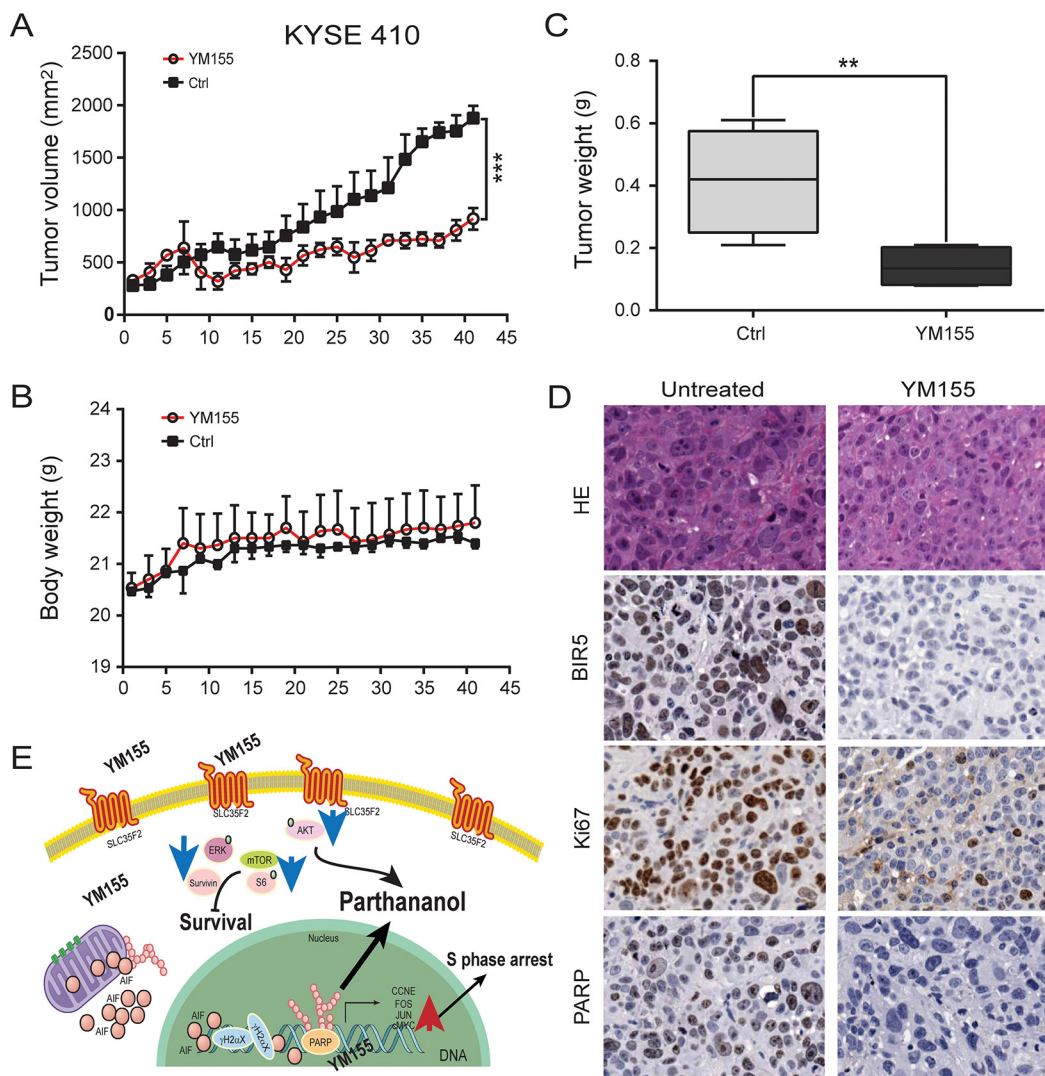 A
KYSE 410
Tumor volume (mm²)
2500
2000
1500
1000
500
0
YM155
Ctrl
***
0 5 10 15 20 25 30 35 40 45
B
Body weight (g)
24
23
22
21
20
19
YM155
Ctrl
0 5 10 15 20 25 30 35 40 45
C
Tumor weight (g)
0.8
0.6
0.4
0.2
0.0
**
Ctrl YM155
D
Untreated YM155
HE
BIR5
Ki67
PARP
E
YM155
YM155
SLC35F2
SLC35F2
SLC35F2
SLC35F2
AKT
ERK
mTOR
Survivin
S6
YM155
Survival
Parthananol
Nucleus
S phase arrest
AIF
AIF
AIF
CCNE
FOS
JUN
cMYC
AIF
AIF
γH2αX
γH2αX
PARP
YM155
DNA